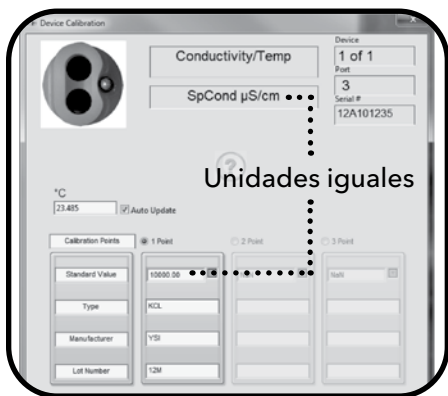 Device Calibration
Device
Conductivity/Temp
1 of 1
Port
3
SpCond µS/cm
Serial #
12A101235
?
Unidades iguales
°C
23.485
Auto Update
Calibration Points
1 Point
2 Point
3 Point
Standard Value
10000.00
NaN
Type
KCL
Manufacturer
YSI
Lot Number
12M